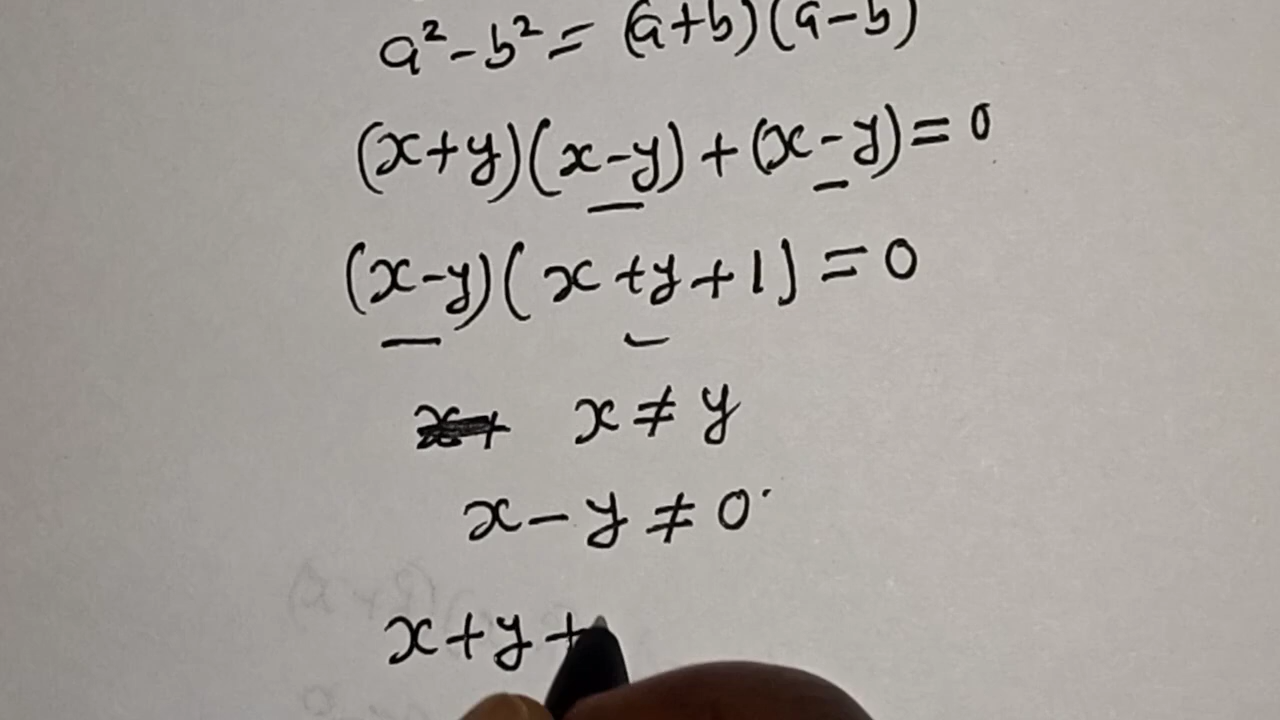 a² - b² = (a+b)(a-b)
(x+y)(x-y)+(x-y)=0
(x-y)(x+y+1)=0
x≠y
x-y≠0
x+y+